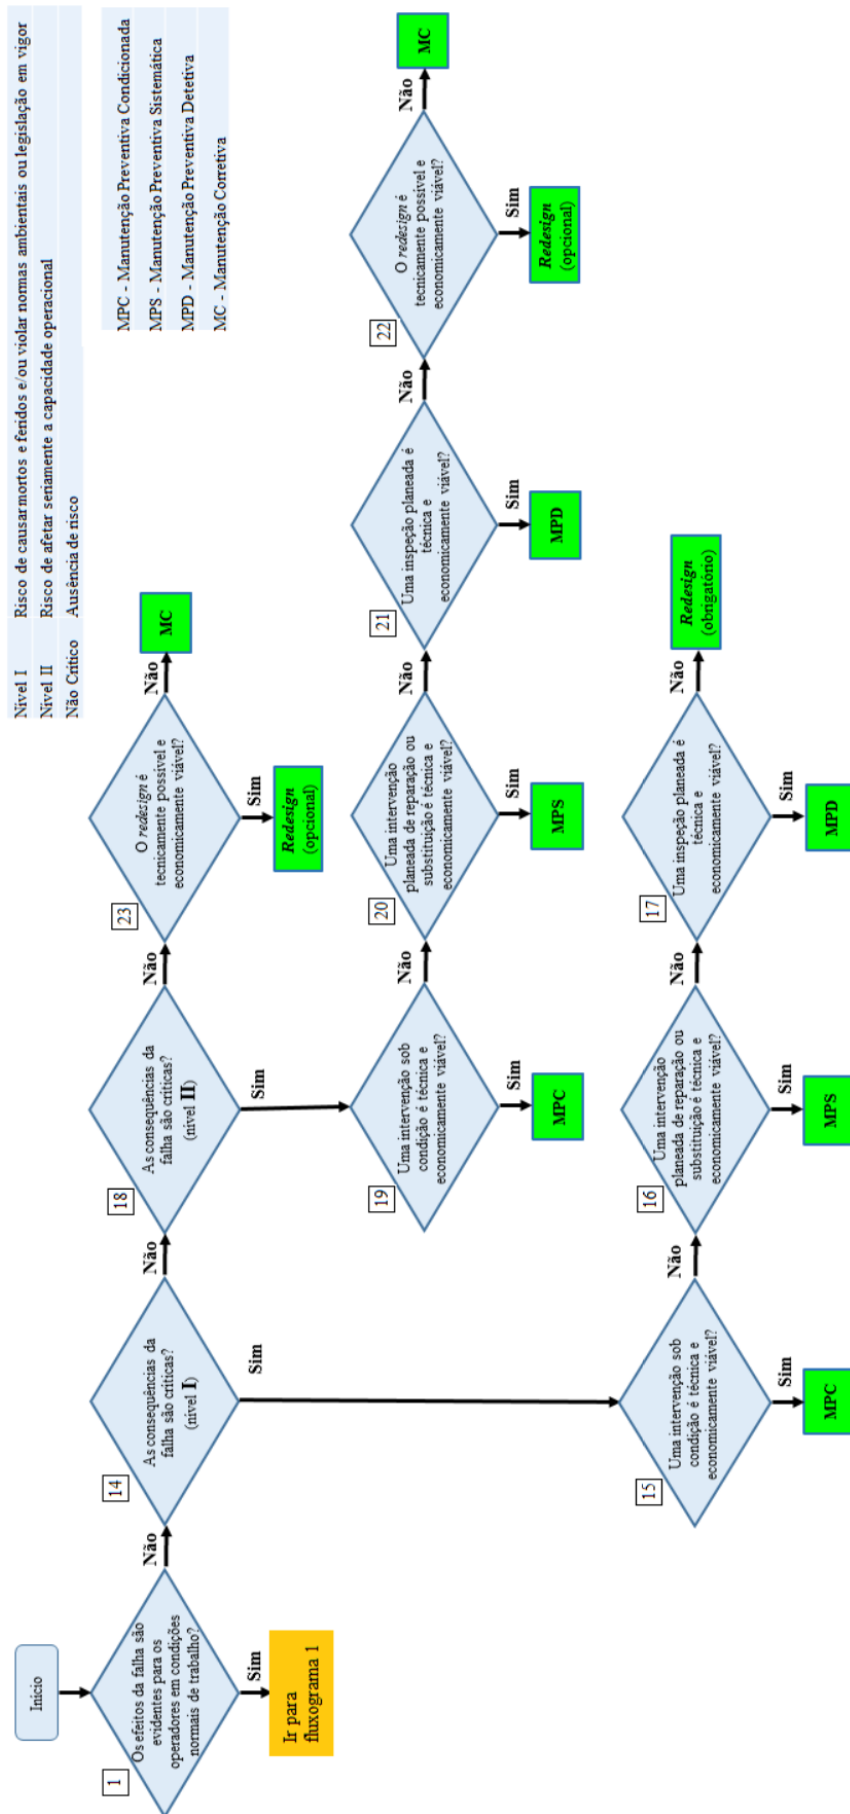 Nível I Risco de causar mortos e feridos e/ou violar normas ambientais ou legislação em vigor
Nível II Risco de afetar seriamente a capacidade operacional
Não Crítico Ausência de risco
MPC - Manutenção Preventiva Condicionada
MPS - Manutenção Preventiva Sistemática
MPD - Manutenção Preventiva Detetiva
MC - Manutenção Corretiva
Início
1
Os efeitos da falha são
evidentes para os
operadores em condições
normais de trabalho?
Sim
Ir para
fluxograma 1
Não
14
As consequências da
falha são críticas?
(nível I)
Sim
Não
18
As consequências da
falha são críticas?
(nível II)
Sim
Não
23
O redesign é
tecnicamente possível e
economicamente viável?
Sim
Redesign
(opcional)
Não
MC
19
Uma intervenção sob
condição é técnica e
economicamente viável?
Sim
MPC
Não
20
Uma intervenção
planeada de reparação ou
substituição é técnica e
economicamente viável?
Sim
MPS
Não
21
Uma inspeção planeada é
técnica e
economicamente viável?
Sim
MPD
Não
22
O redesign é
tecnicamente possível e
economicamente viável?
Sim
Redesign
(opcional)
Não
MC
15
Uma intervenção sob
condição é técnica e
economicamente viável?
Sim
MPC
Não
16
Uma intervenção
planeada de reparação ou
substituição é técnica e
economicamente viável?
Sim
MPS
Não
17
Uma inspeção planeada é
técnica e
economicamente viável?
Sim
MPD
Não
Redesign
(obrigatório)